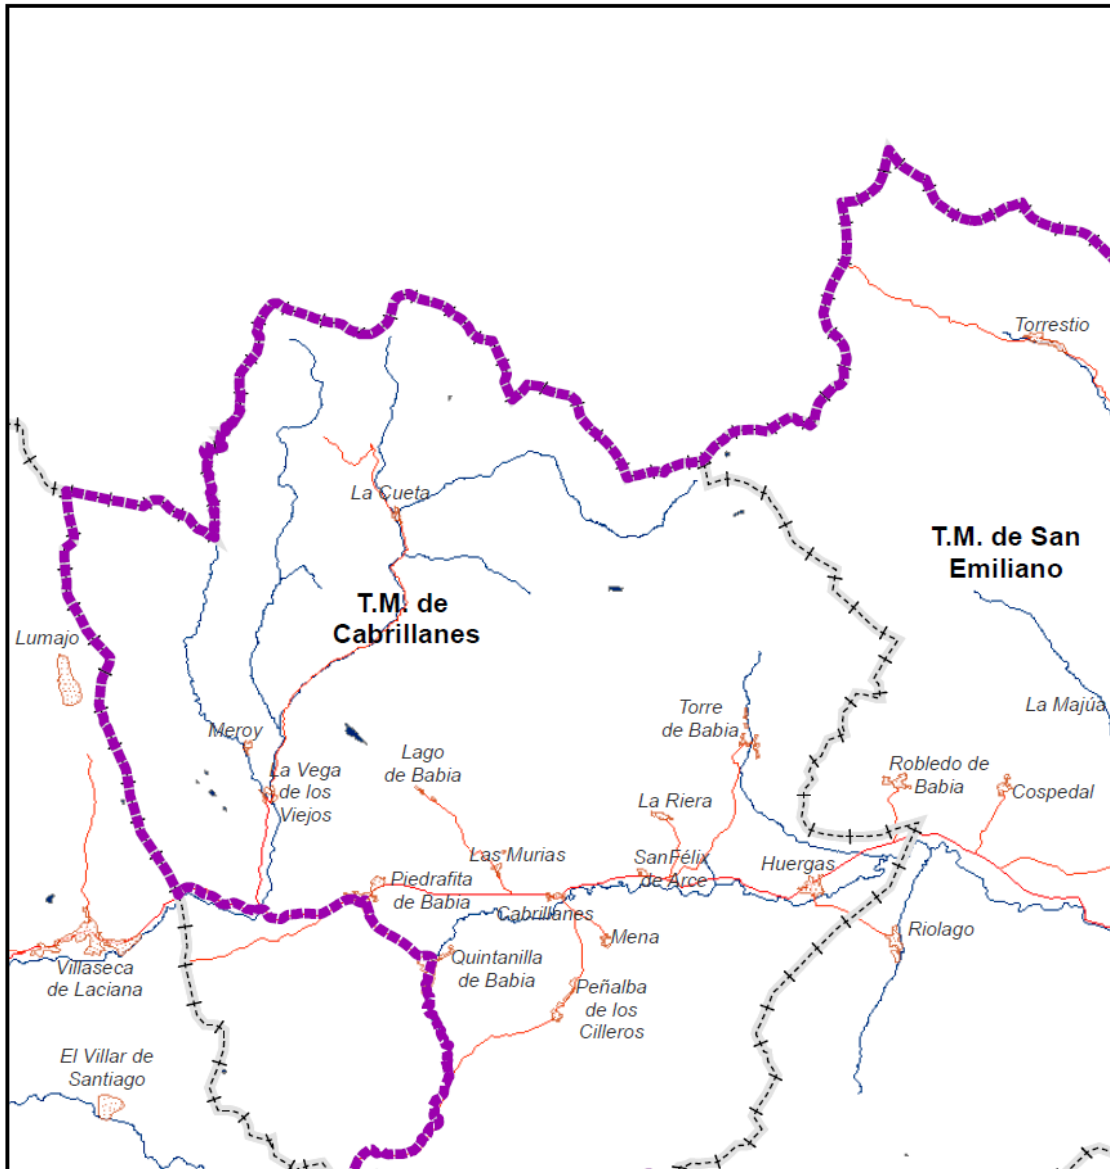 Torrestio
La Cueta
T.M. de San
Emiliano
T.M. de
Cabrillanes
Lumajo
Meroy
Torre
de Babia
La Majúa
Lago
de Babia
La Vega
de los
Viejos
Robledo de
Babia
Cospedal
La Riera
Las Murias
San Félix
de Arce
Huergas
Piedrafita
de Babia
Cabrillanes
Mena
Riolago
Quintanilla
de Babia
Villaseca
de Laciana
Peñalba
de los
Cilleros
El Villar de
Santiago